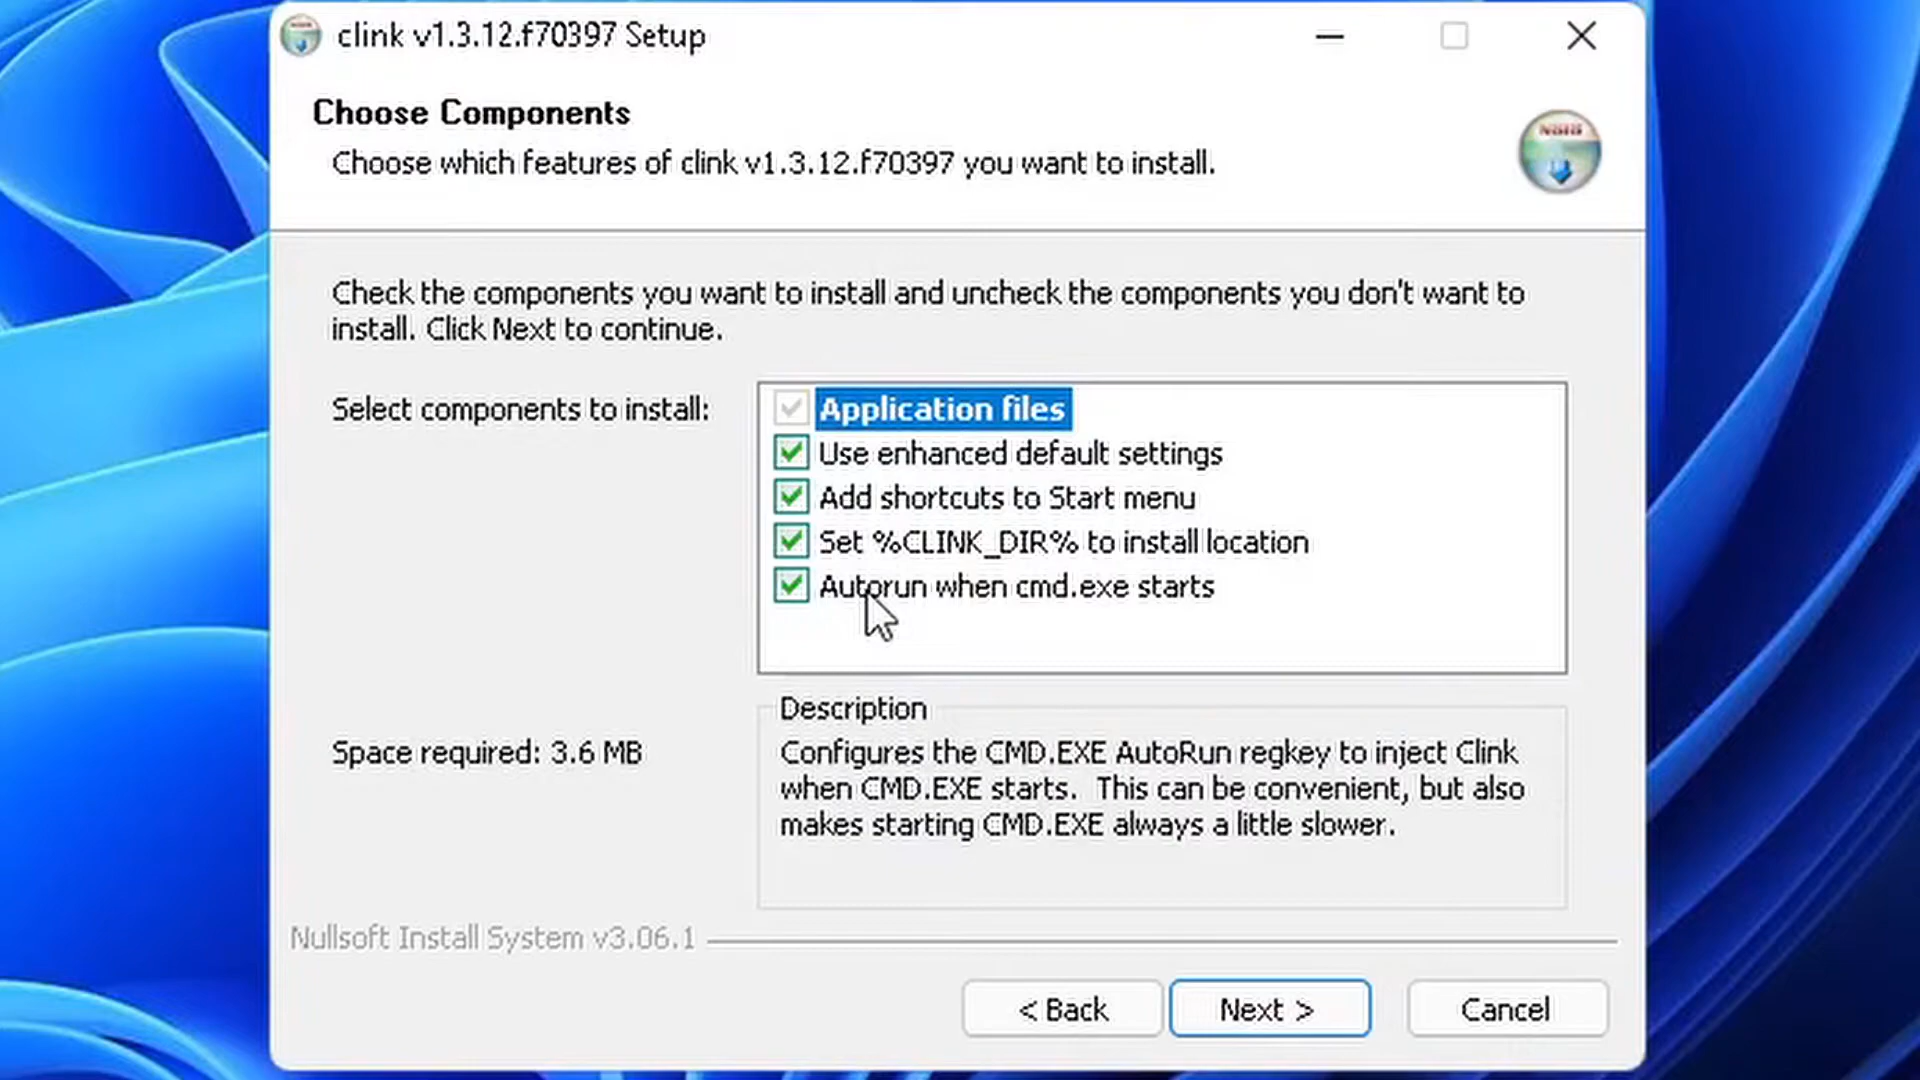 clink v1.3.12.f70397 Setup
Choose Components
Choose which features of clink v1.3.12.f70397 you want to install.
NSIS
Check the components you want to install and uncheck the components you don't want to
install. Click Next to continue.
Select components to install:
Application files
Use enhanced default settings
Add shortcuts to Start menu
Set %CLINK_DIR% to install location
Autorun when cmd.exe starts
Space required: 3.6 MB
Description
Configures the CMD.EXE AutoRun regkey to inject Clink
when CMD.EXE starts.  This can be convenient, but also
makes starting CMD.EXE always a little slower.
Nullsoft Install System v3.06.1
< Back
Next >
Cancel